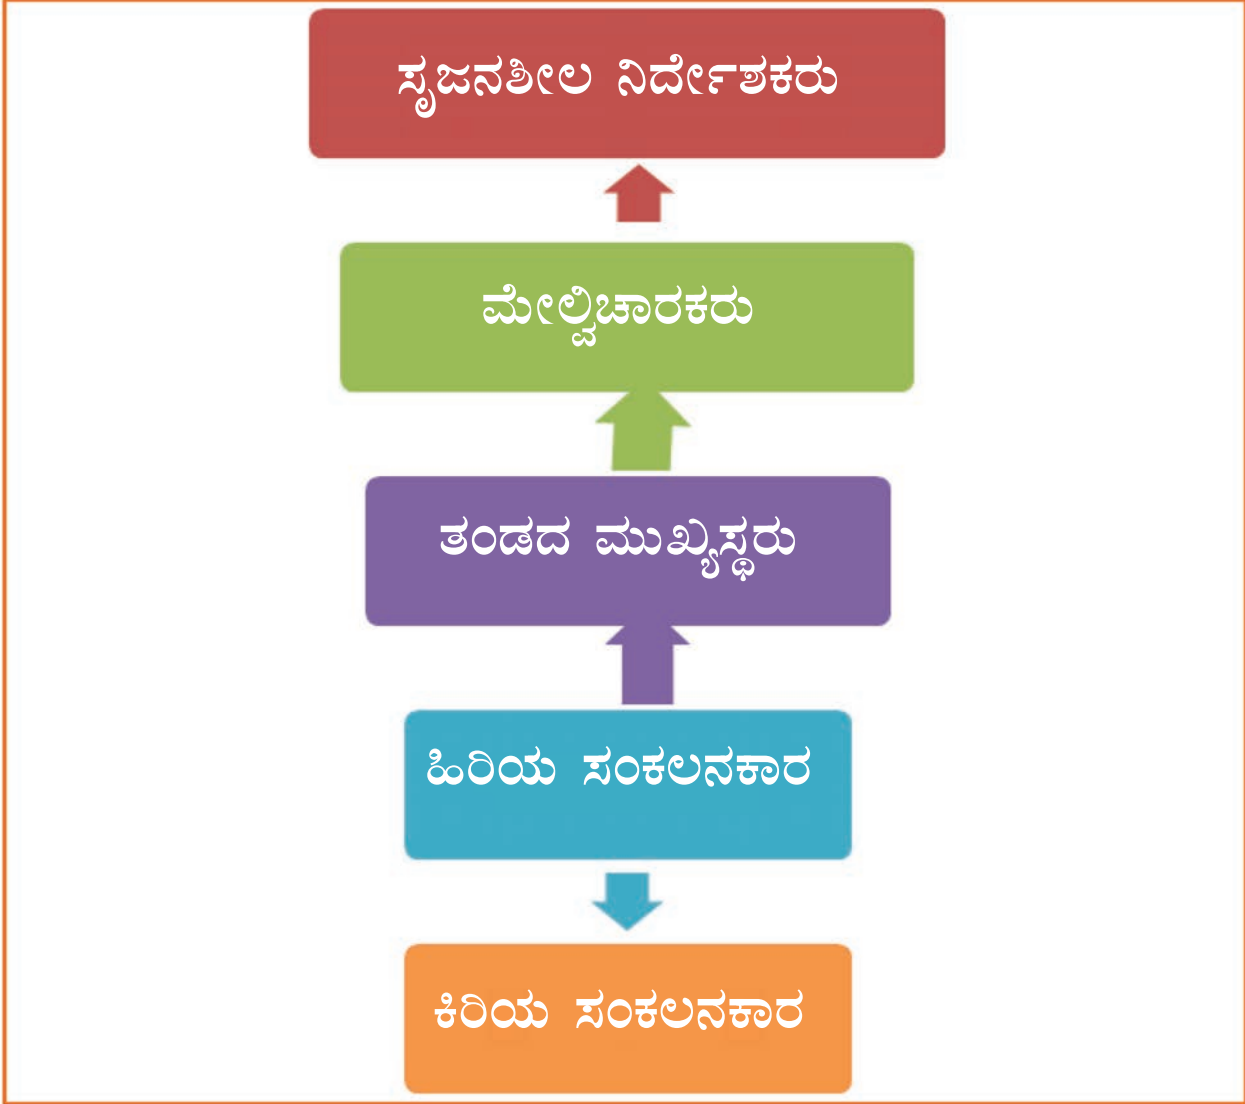 ಸೃಜನಶೀಲ ನಿರ್ದೇಶಕರು
ಮೇಲ್ವಿಚಾರಕರು
ತಂಡದ ಮುಖ್ಯಸ್ಥರು
ಹಿರಿಯ ಸಂಕಲನಕಾರ
ಕಿರಿಯ ಸಂಕಲನಕಾರ